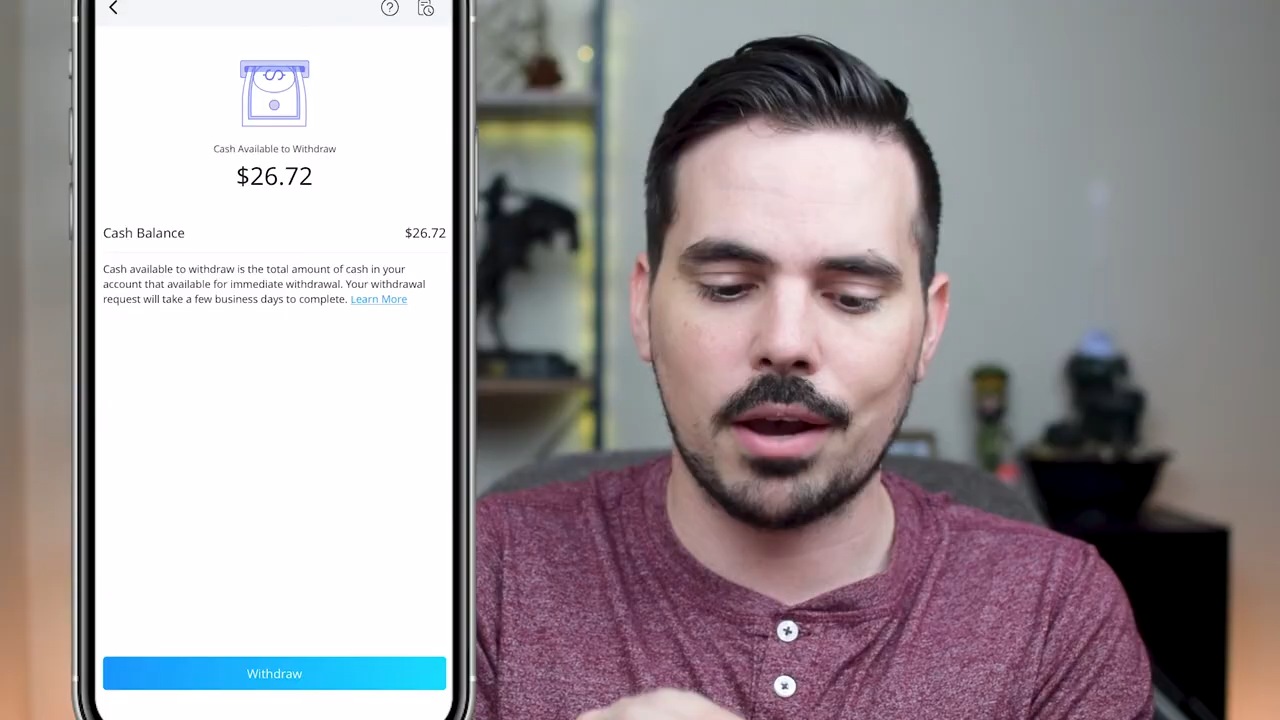 Cash Available to Withdraw
$26.72
Cash Balance $26.72
Cash available to withdraw is the total amount of cash in your
account that available for immediate withdrawal. Your withdrawal
request will take a few business days to complete. Learn More
Withdraw